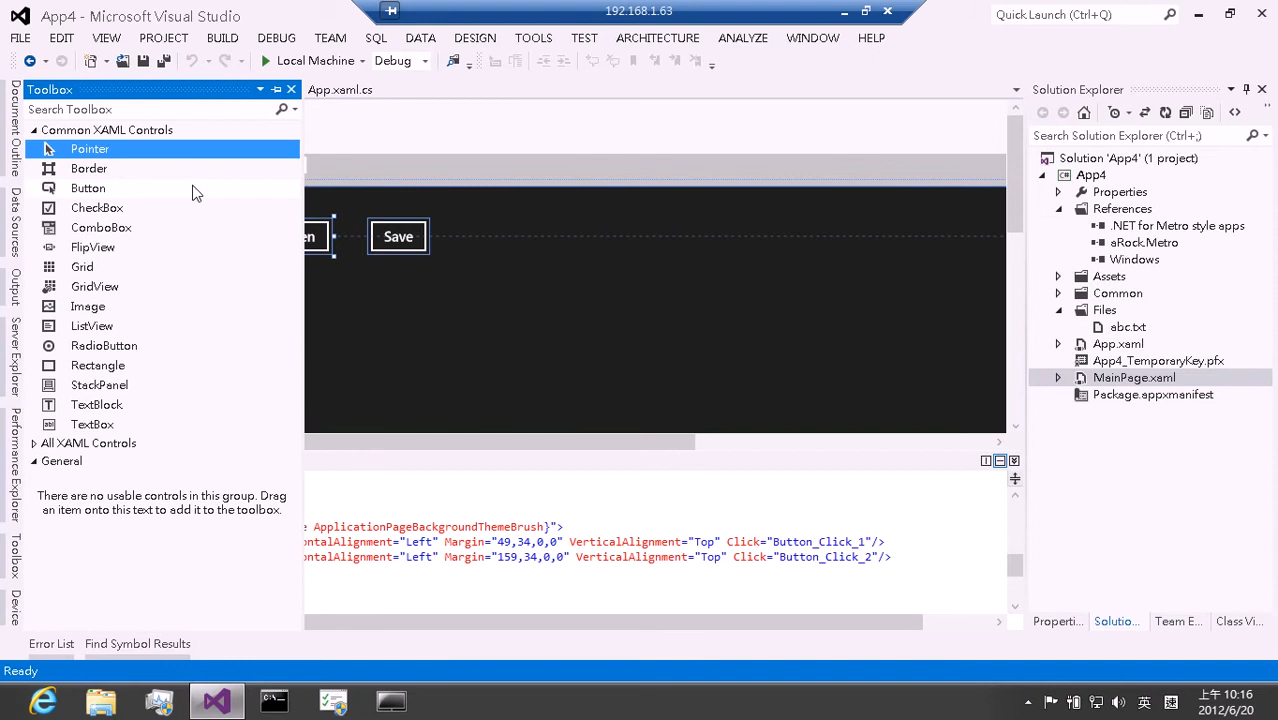 App4 - Microsoft Visual Studio
192.168.1.63
Quick Launch (Ctrl+Q)
FILE EDIT VIEW PROJECT BUILD DEBUG TEAM SQL DATA DESIGN TOOLS TEST ARCHITECTURE ANALYZE WINDOW HELP
Local Machine Debug
Toolbox
App.xaml.cs
Solution Explorer
Search Toolbox
Search Solution Explorer (Ctrl+;)
Common XAML Controls
Pointer
Border
Button
CheckBox
ComboBox
FlipView
Grid
GridView
Image
ListView
RadioButton
Rectangle
StackPanel
TextBlock
TextBox
All XAML Controls
General
There are no usable controls in this group. Drag
an item onto this text to add it to the toolbox.
Document Outline
Data Sources
Output
Server Explorer
Performance Explorer
Toolbox
Device
en
Save
e ApplicationPageBackgroundThemeBrush}">
ontalAlignment="Left" Margin="49,34,0,0" VerticalAlignment="Top" Click="Button_Click_1"/>
ontalAlignment="Left" Margin="159,34,0,0" VerticalAlignment="Top" Click="Button_Click_2"/>
Solution 'App4' (1 project)
App4
Properties
References
.NET for Metro style apps
aRock.Metro
Windows
Assets
Common
Files
abc.txt
App.xaml
App4_TemporaryKey.pfx
MainPage.xaml
Package.appxmanifest
Properti... Solutio... Team E... Class Vi...
Error List Find Symbol Results
Ready
英
上午 10:16
2012/6/20